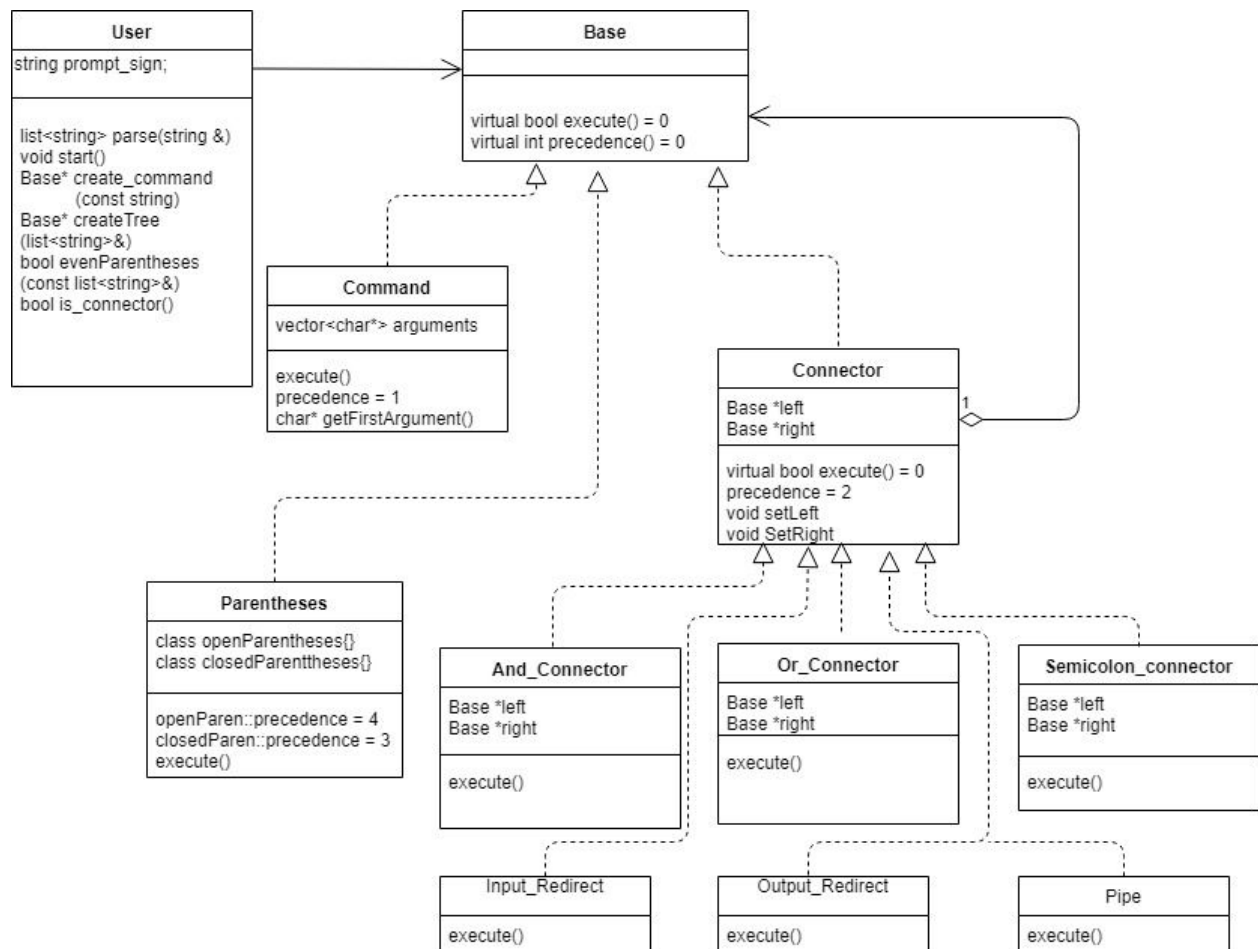 User
string prompt_sign;
list<string> parse(string &)
void start()
Base* create_command
(const string)
Base* createTree
(list<string>&)
bool evenParentheses
(const list<string>&)
bool is_connector()
Base
virtual bool execute() = 0
virtual int precedence() = 0
Command
vector<char*> arguments
execute()
precedence = 1
char* getFirstArgument()
Connector
Base *left
Base *right
1
virtual bool execute() = 0
precedence = 2
void setLeft
void SetRight
Parentheses
class openParentheses{}
class closedParenttheses{}
openParen::precedence = 4
closedParen::precedence = 3
execute()
And_Connector
Base *left
Base *right
execute()
Or_Connector
Base *left
Base *right
execute()
Semicolon_connector
Base *left
Base *right
execute()
Input_Redirect
execute()
Output_Redirect
execute()
Pipe
execute()